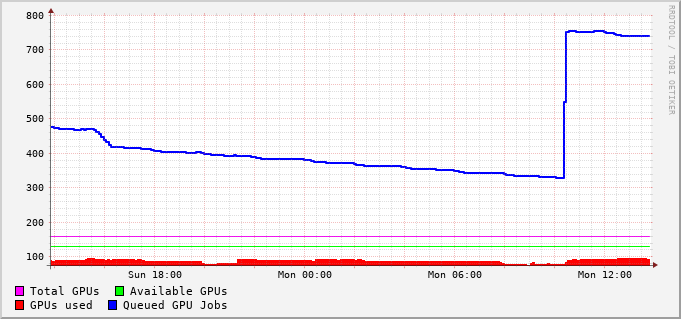 800
700
600
500
400
300
200
100
Sun 18:00 Mon 00:00 Mon 06:00 Mon 12:00
Total GPUs Available GPUs
GPUs used Queued GPU Jobs
RRDTOOL / TOBI OETIKER